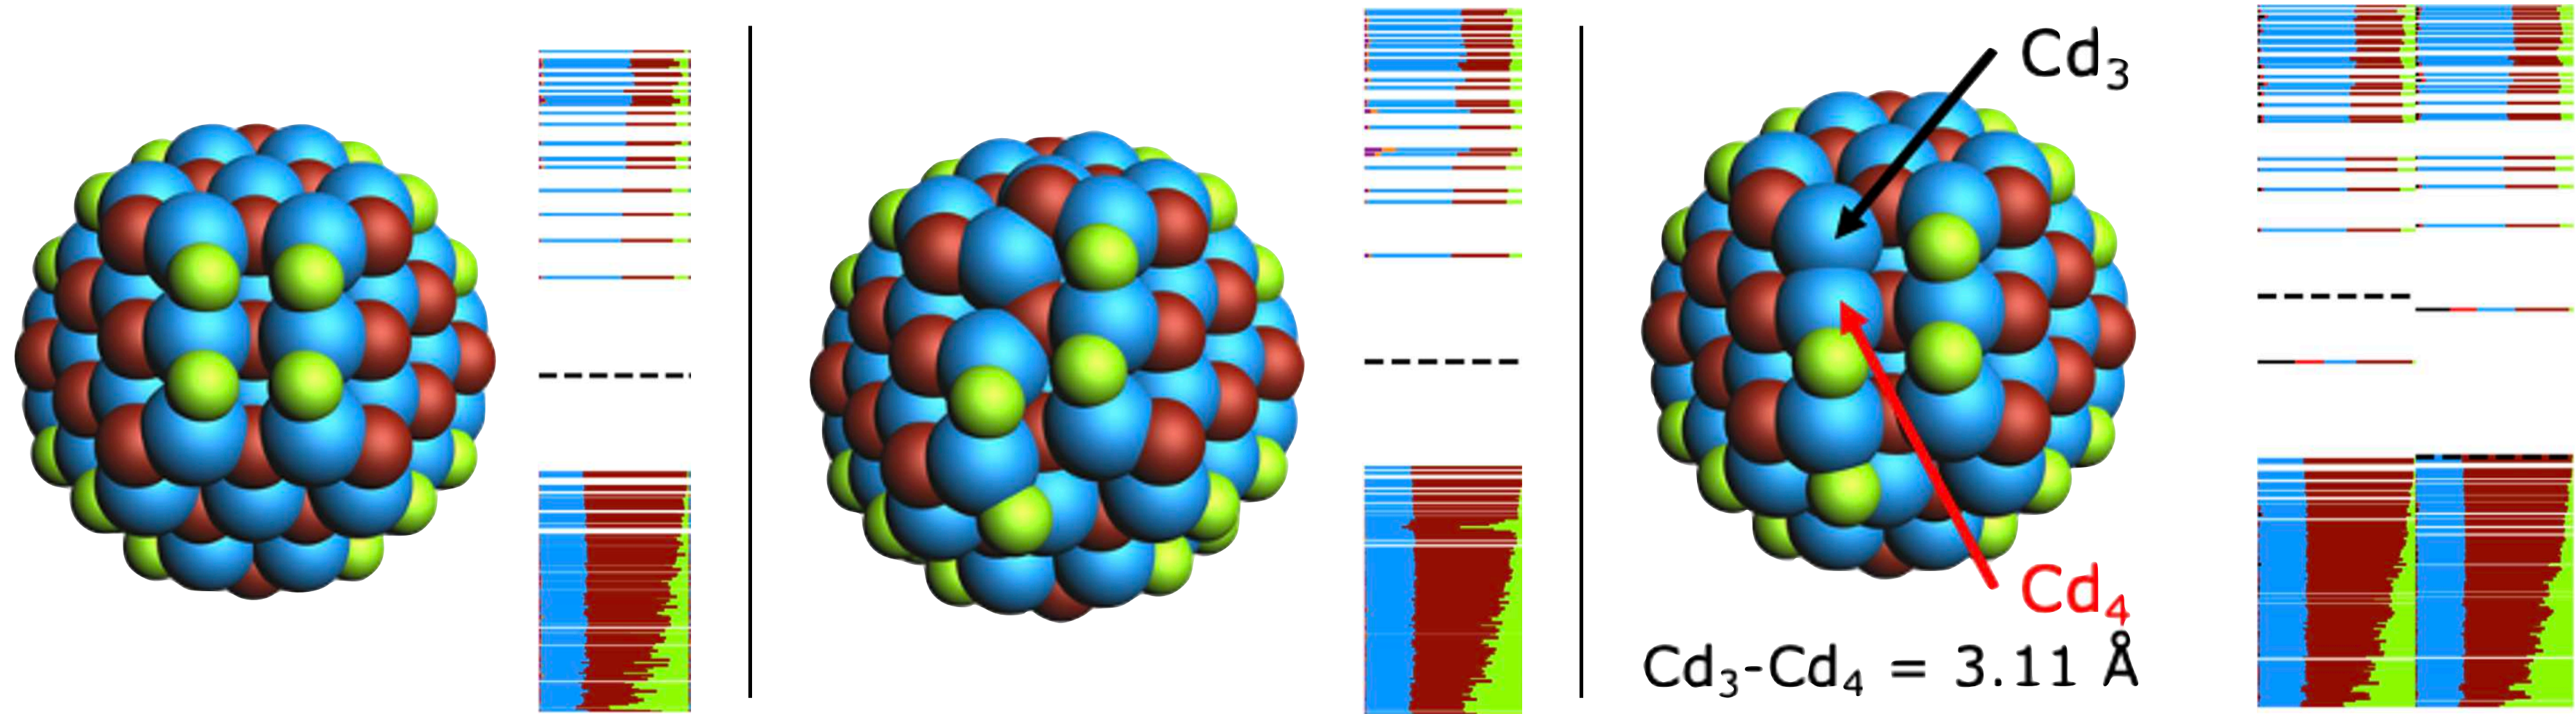 Cd₃
Cd₄
Cd₃-Cd₄ = 3.11 Å